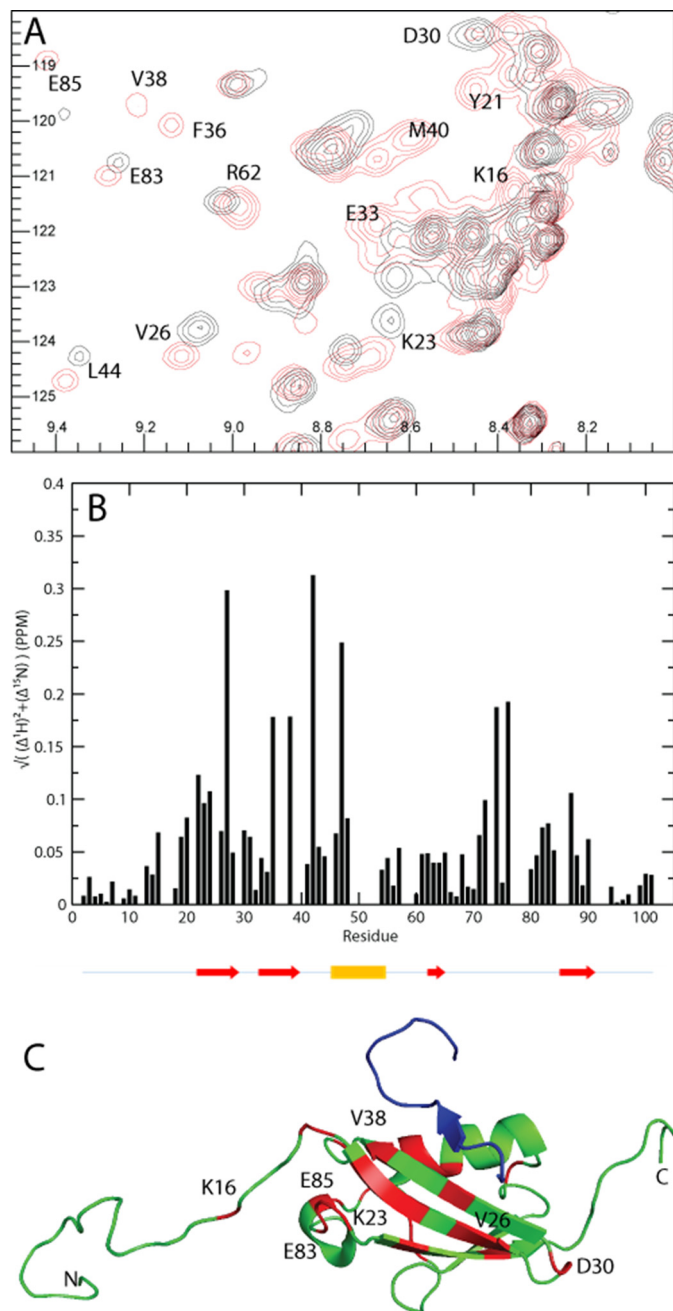 A
D30
119
E85
V38
Y21
120
F36
M40
E83
K16
121
R62
E33
122
123
V26
K23
124
L44
125
9.4 9.2 9.0 8.8 8.6 8.4 8.2
B
0.4
0.35
0.3
0.25
0.2
0.15
0.1
0.05
0
√( (Δ¹H)²+(Δ¹⁵N) ) (PPM)
0 10 20 30 40 50 60 70 80 90 100
Residue
C
V38
K16
E85
K23
V26
C
E83
D30
N